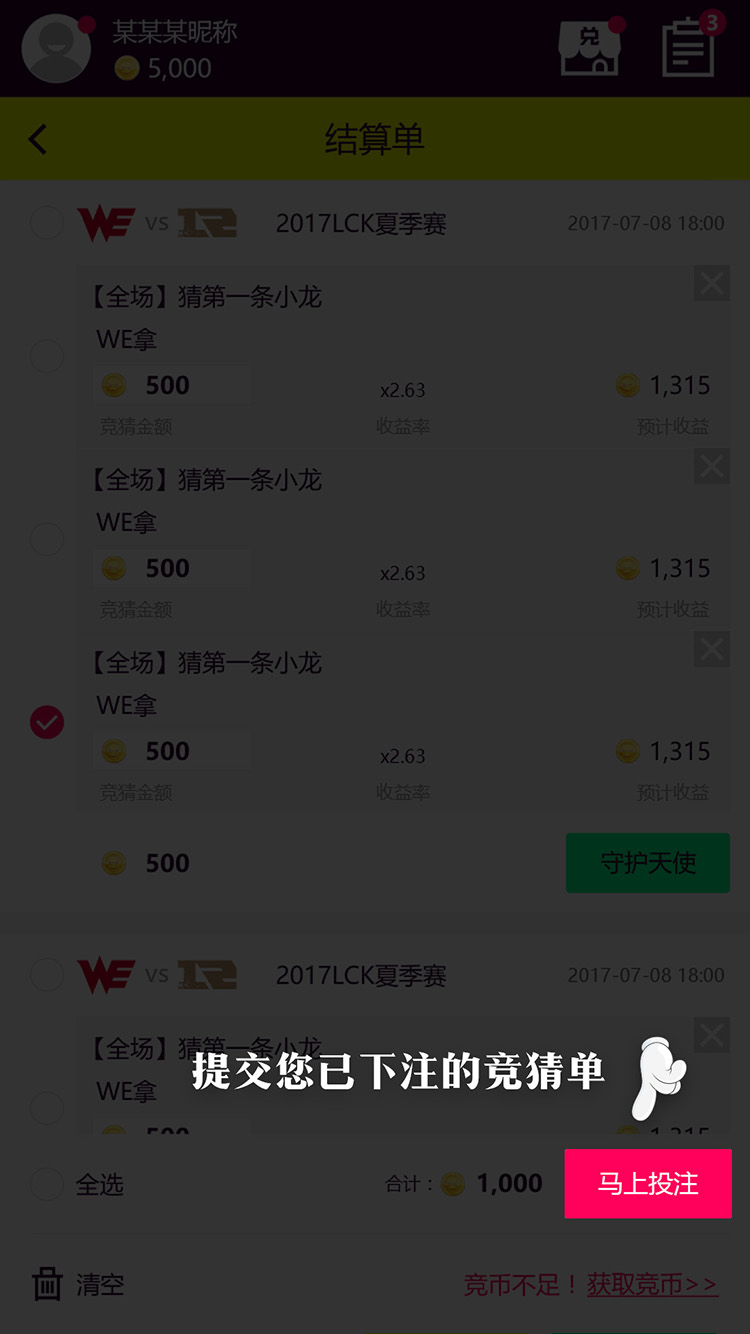 某某某昵称
5,000
兑
3
结算单
WE VS 2017LCK夏季赛 2017-07-08 18:00
【全场】猜第一条小龙
WE拿
500 x2.63 1,315
竞猜金额 收益率 预计收益
【全场】猜第一条小龙
WE拿
500 x2.63 1,315
竞猜金额 收益率 预计收益
【全场】猜第一条小龙
WE拿
500 x2.63 1,315
竞猜金额 收益率 预计收益
500 守护天使
WE VS 2017LCK夏季赛 2017-07-08 18:00
【全场】猜第一条小龙
提交您已下注的竞猜单
WE拿
500 1,315
全选 合计： 1,000 马上投注
清空 竞币不足！获取竞币>>